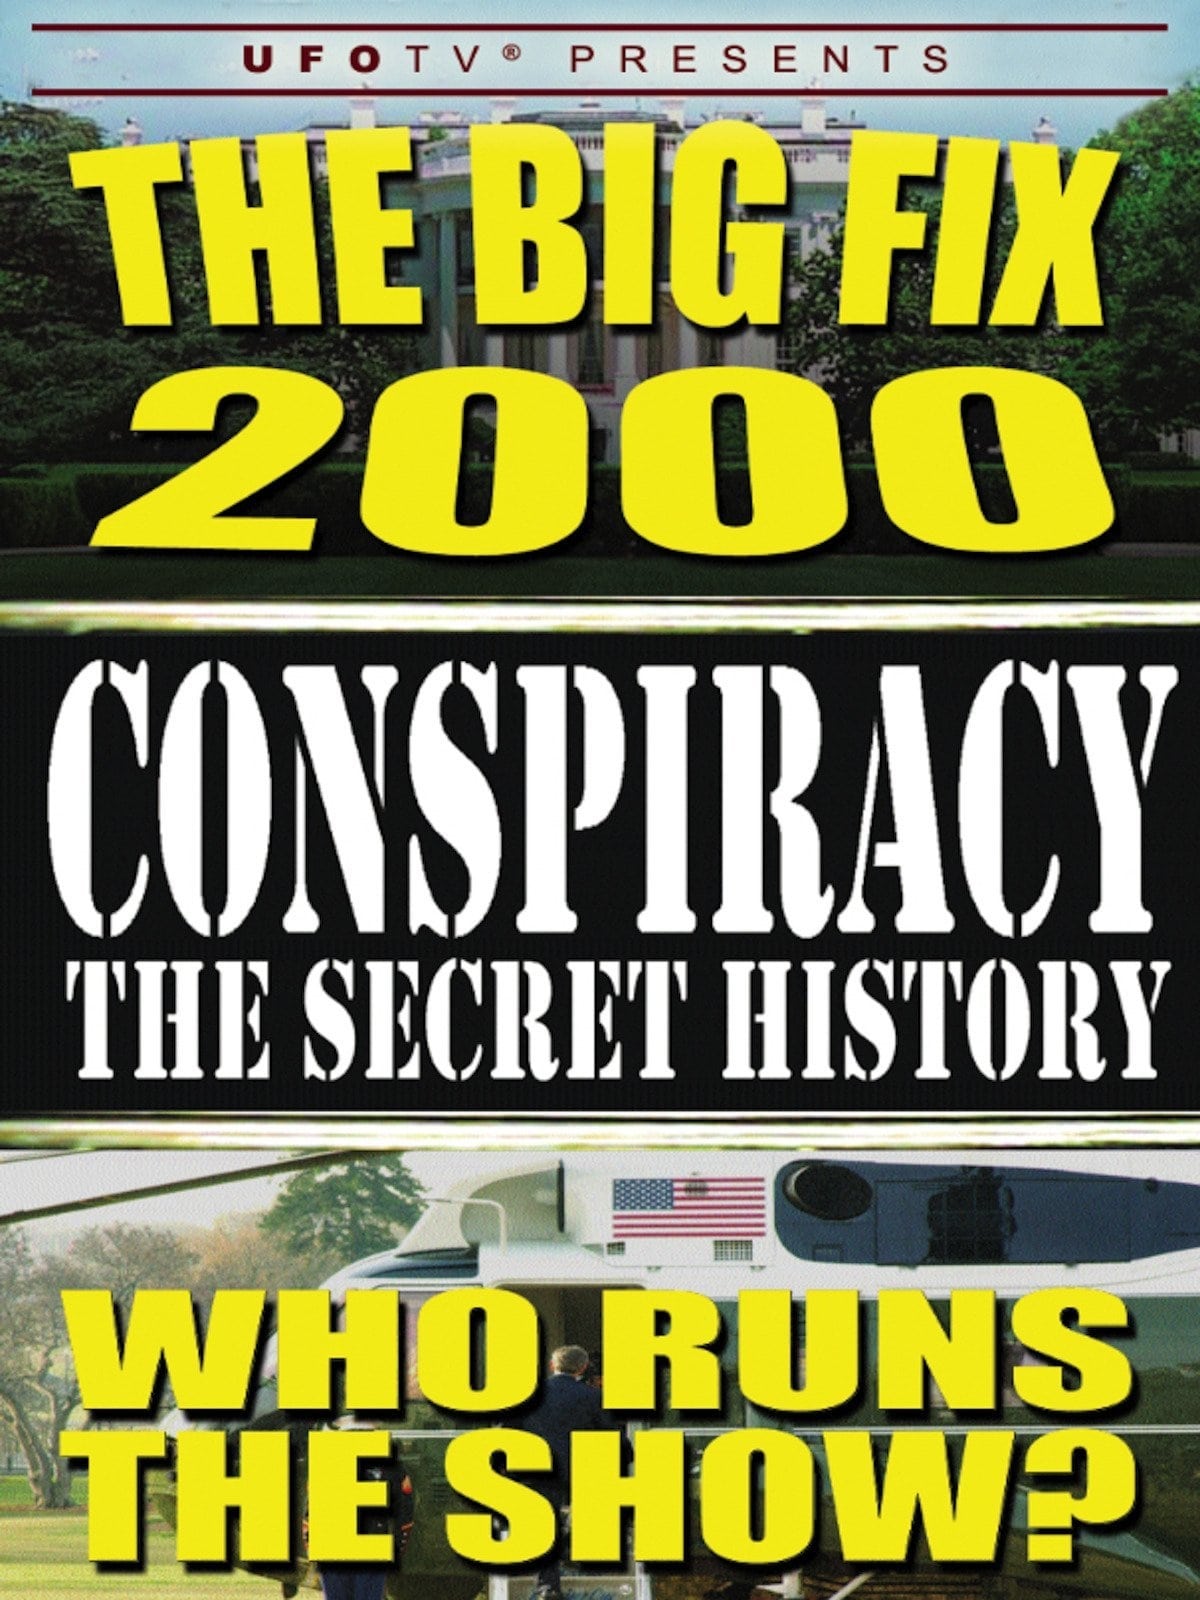 UFOTV® PRESENTS
THE BIG FIX
2000
CONSPIRACY
THE SECRET HISTORY
WHO RUNS
THE SHOW?